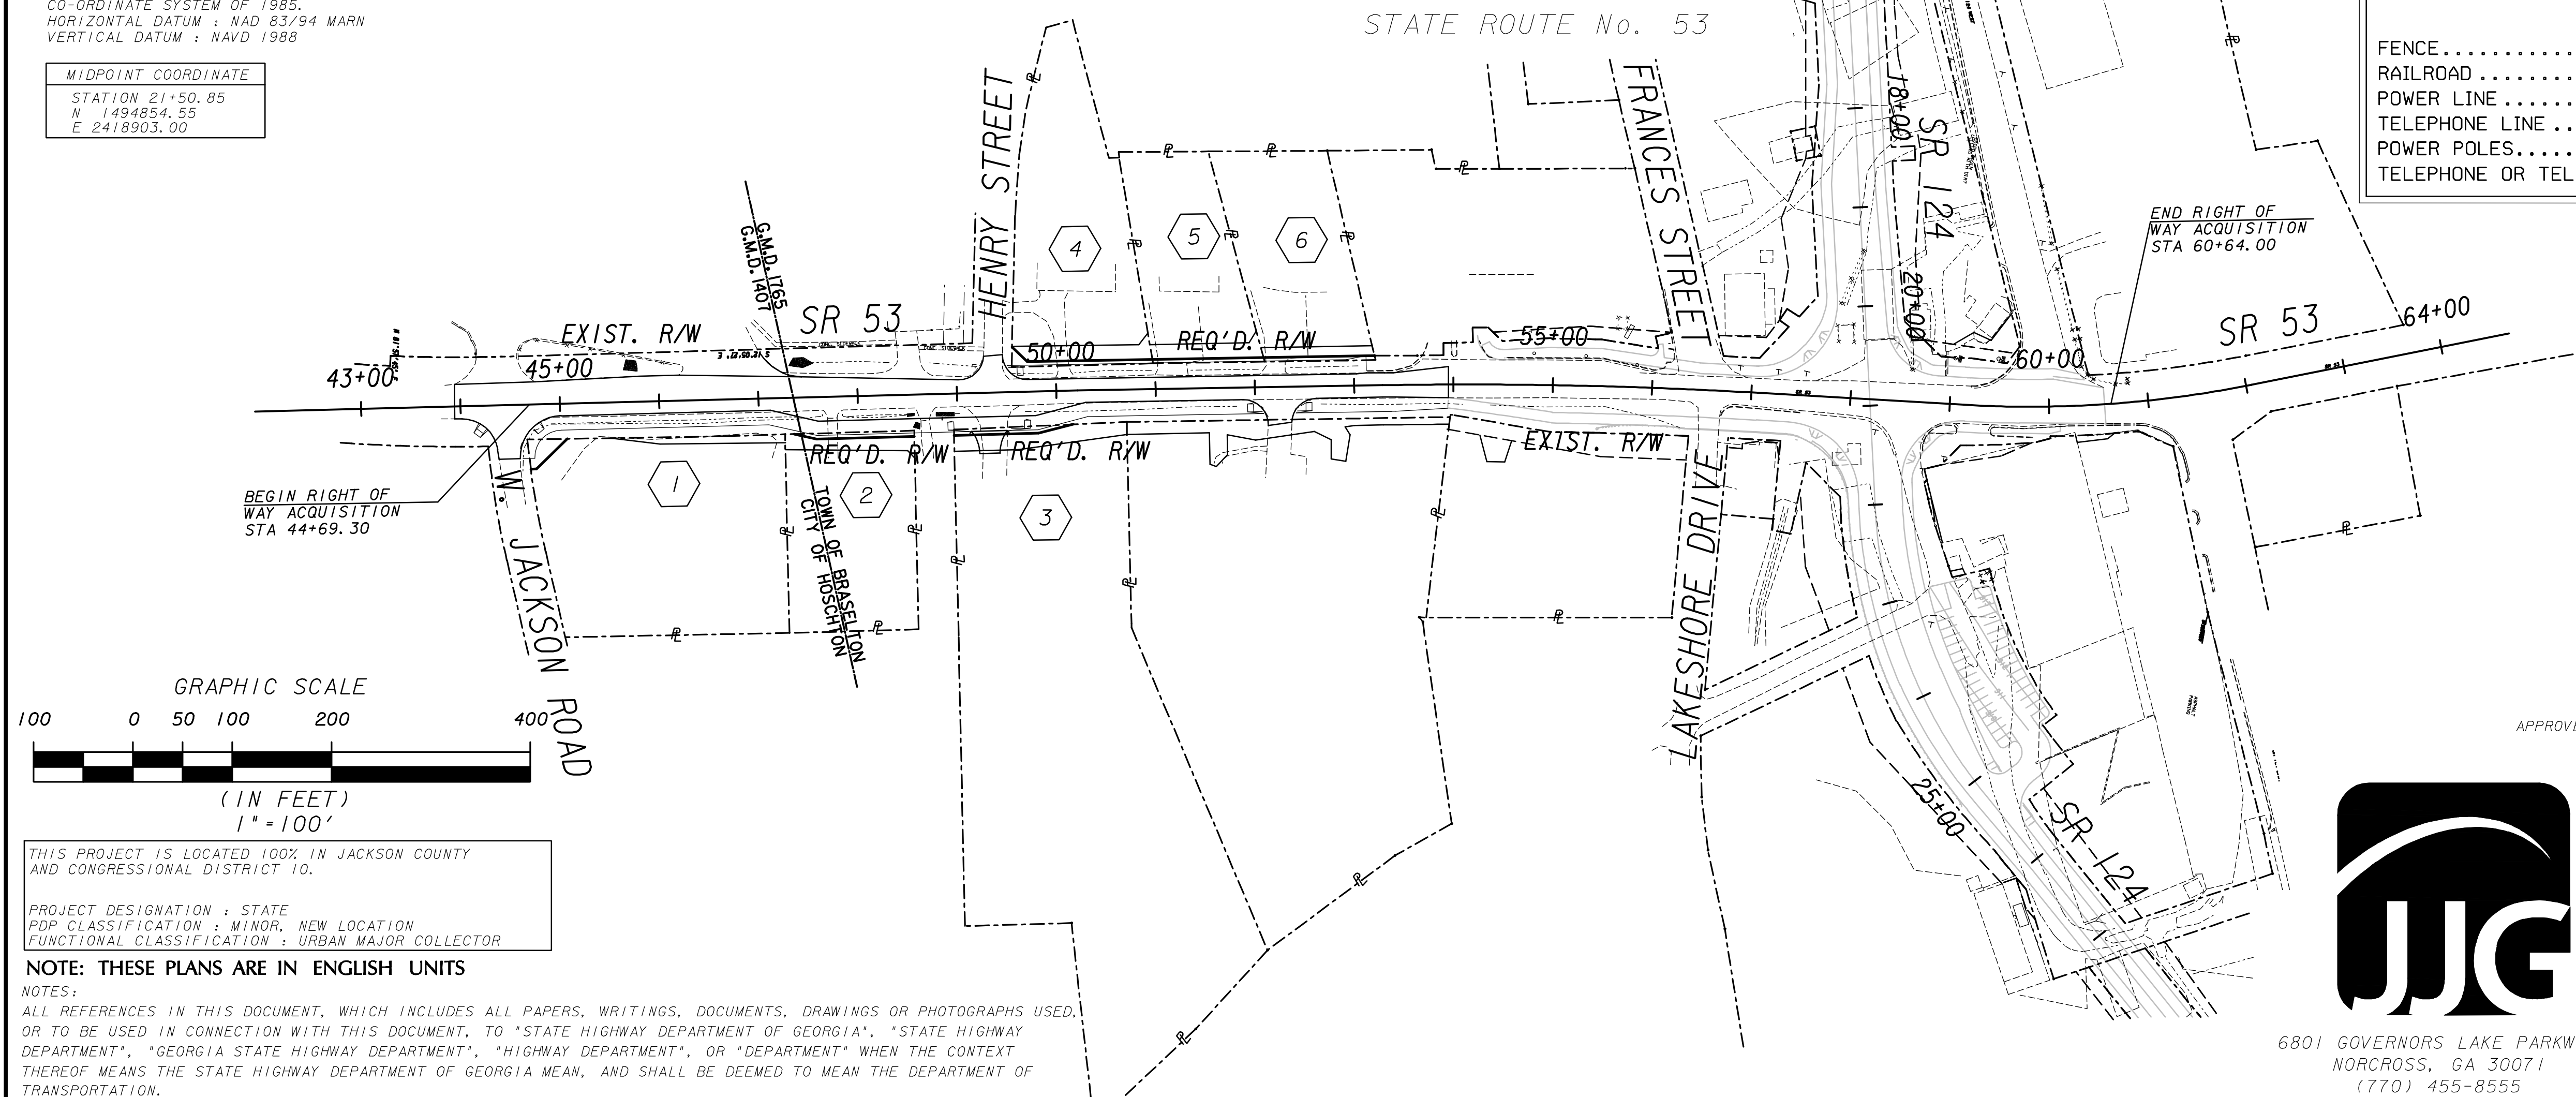 CO-ORDINATE SYSTEM OF 1985.
HORIZONTAL DATUM : NAD 83/94 MARN
VERTICAL DATUM : NAVD 1988
MIDPOINT COORDINATE
STATION 21+50.85
N 1494854.55
E 2418903.00
STATE ROUTE No. 53
FENCE............
RAILROAD........
POWER LINE......
TELEPHONE LINE..
POWER POLES.....
TELEPHONE OR TEL
HENRY STREET
FRANCES STREET
18+00
SR 124
20+00
4
5
6
END RIGHT OF
WAY ACQUISITION
STA 60+64.00
G.M.D. 1765
G.M.D. 1407
SR 53
EXIST. R/W
REQ'D. R/W
43+00
45+00
50+00
55+00
60+00
SR 53
64+00
S 12°05'27" E
BEGIN RIGHT OF
WAY ACQUISITION
STA 44+69.30
REQ'D. R/W
REQ'D. R/W
EXIST. R/W
1
2
3
W. JACKSON ROAD
TOWN OF BRASELTON
CITY OF HOSCHTON
LAKESHORE DRIVE
25+00
SR 124
ASPHALT
PARKING
GRAPHIC SCALE
100 0 50 100 200 400
(IN FEET)
1"=100'
THIS PROJECT IS LOCATED 100% IN JACKSON COUNTY
AND CONGRESSIONAL DISTRICT 10.
PROJECT DESIGNATION : STATE
PDP CLASSIFICATION : MINOR, NEW LOCATION
FUNCTIONAL CLASSIFICATION : URBAN MAJOR COLLECTOR
NOTE: THESE PLANS ARE IN ENGLISH UNITS
NOTES:
ALL REFERENCES IN THIS DOCUMENT, WHICH INCLUDES ALL PAPERS, WRITINGS, DOCUMENTS, DRAWINGS OR PHOTOGRAPHS USED,
OR TO BE USED IN CONNECTION WITH THIS DOCUMENT, TO "STATE HIGHWAY DEPARTMENT OF GEORGIA", "STATE HIGHWAY
DEPARTMENT", "GEORGIA STATE HIGHWAY DEPARTMENT", "HIGHWAY DEPARTMENT", OR "DEPARTMENT" WHEN THE CONTEXT
THEREOF MEANS THE STATE HIGHWAY DEPARTMENT OF GEORGIA MEAN, AND SHALL BE DEEMED TO MEAN THE DEPARTMENT OF
TRANSPORTATION.
APPROVE
JJG
6801 GOVERNORS LAKE PARKW
NORCROSS, GA 30071
(770) 455-8555